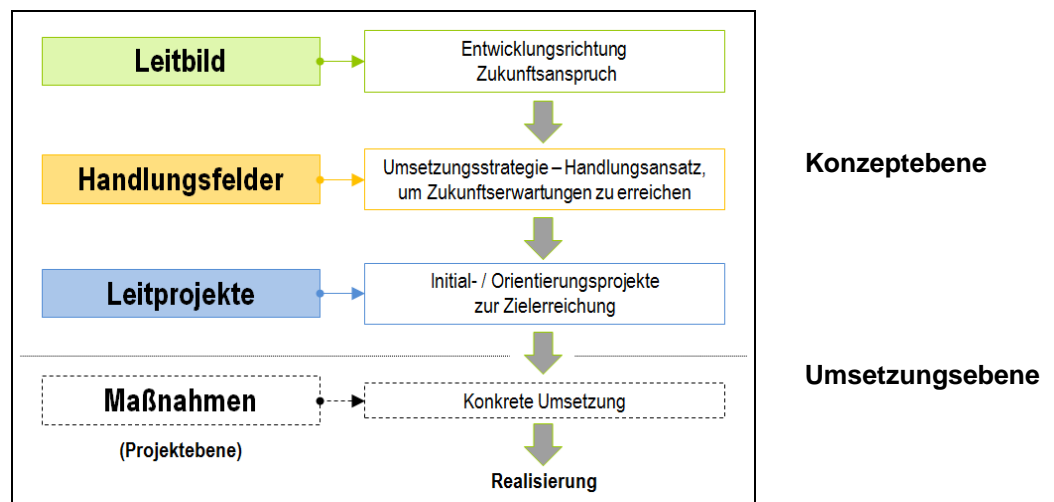 Leitbild
Entwicklungsrichtung
Zukunftsanspruch
Handlungsfelder
Umsetzungsstrategie – Handlungsansatz,
um Zukunftserwartungen zu erreichen
Konzeptebene
Leitprojekte
Initial- / Orientierungsprojekte
zur Zielerreichung
Umsetzungsebene
Maßnahmen
Konkrete Umsetzung
(Projektebene)
Realisierung